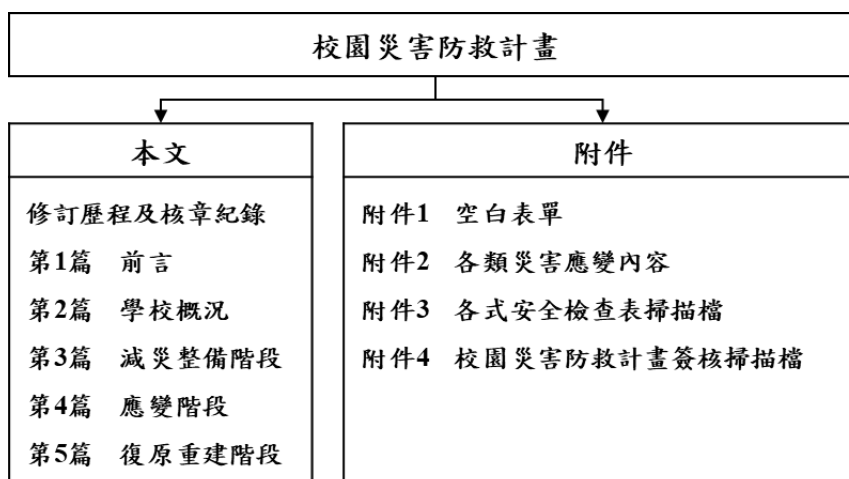 校園災害防救計畫
本文
修訂歷程及核章紀錄
第1篇 前言
第2篇 學校概況
第3篇 減災整備階段
第4篇 應變階段
第5篇 復原重建階段
附件
附件1 空白表單
附件2 各類災害應變內容
附件3 各式安全檢查表掃描檔
附件4 校園災害防救計畫簽核掃描檔